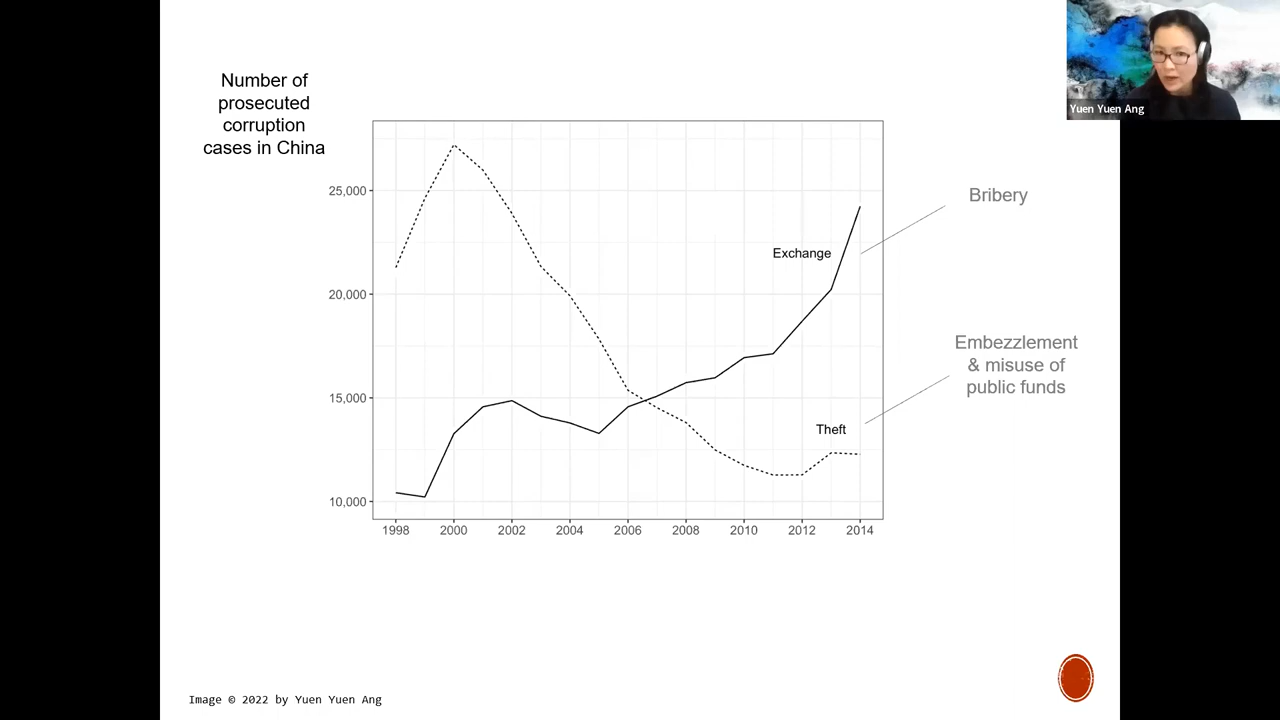 Number of
prosecuted
corruption
cases in China
Yuen Yuen Ang
25,000
20,000
15,000
10,000
1998 2000 2002 2004 2006 2008 2010 2012 2014
Exchange
Theft
Bribery
Embezzlement
& misuse of
public funds
Image © 2022 by Yuen Yuen Ang